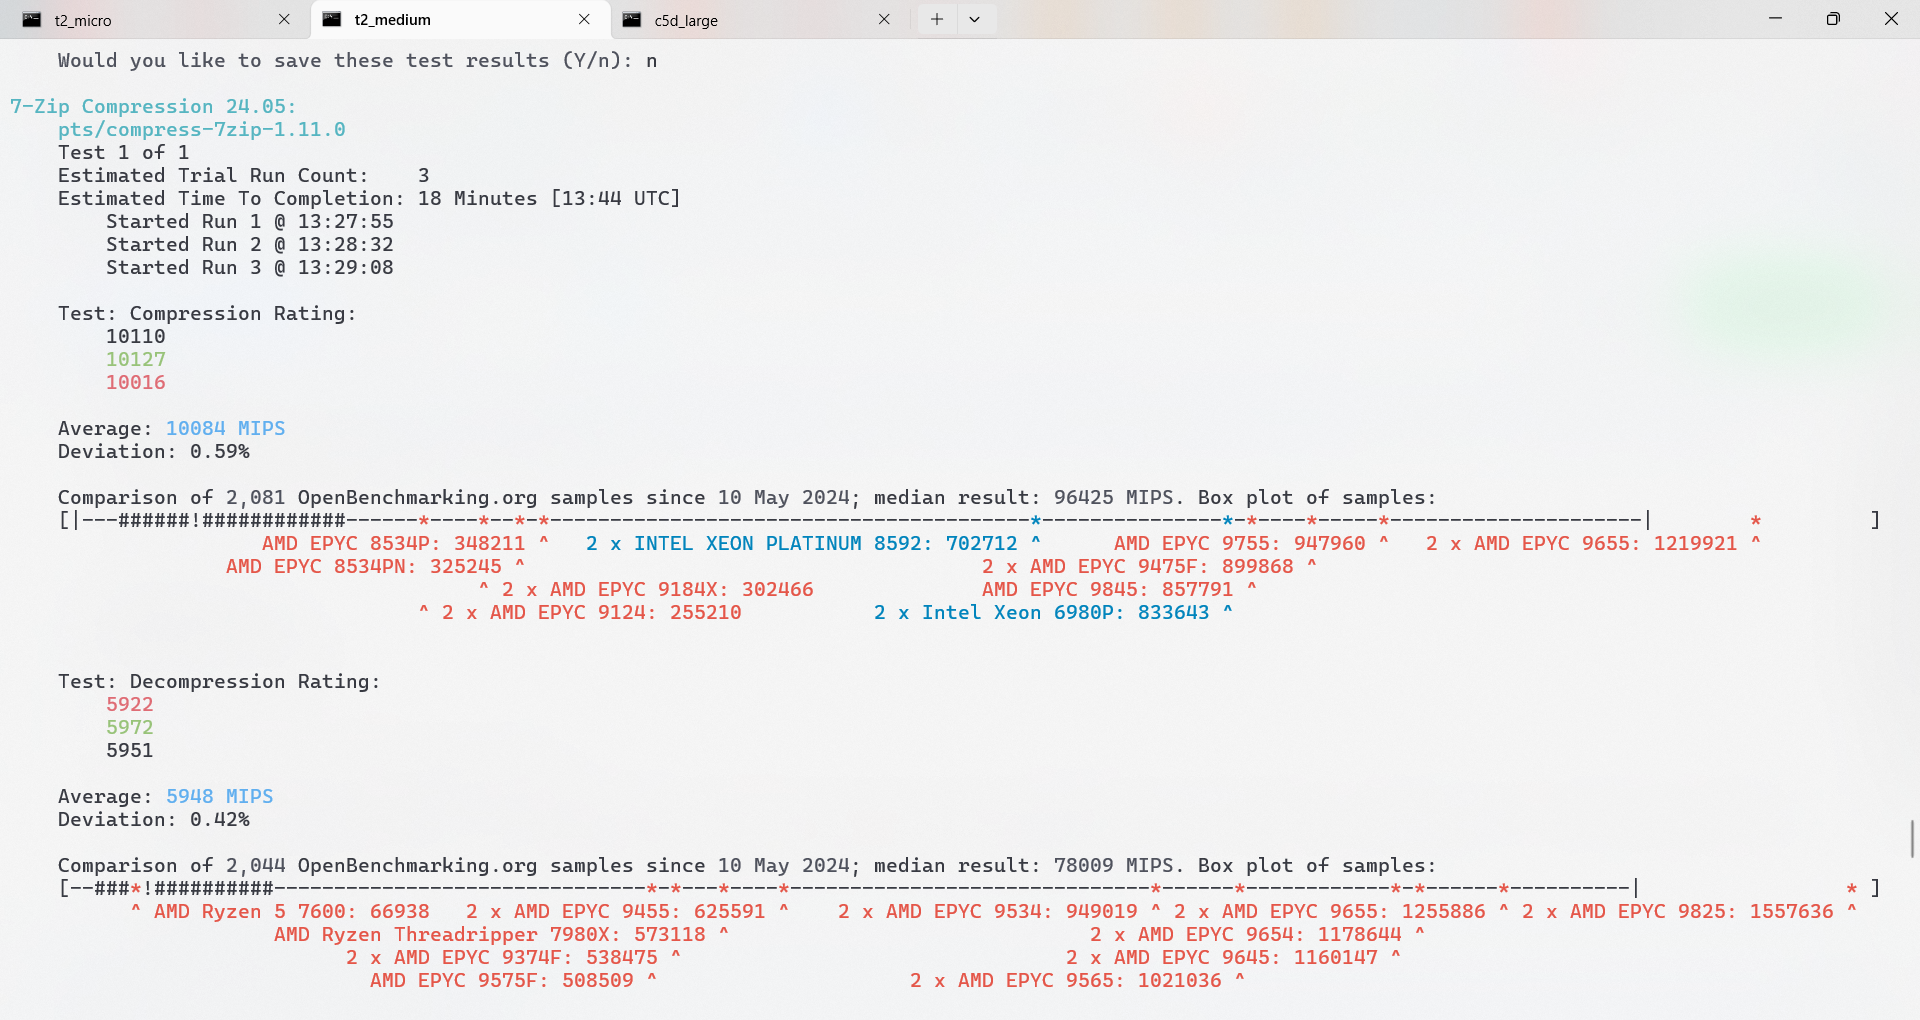 t2_micro
t2_medium
c5d_large
Would you like to save these test results (Y/n): n
7-Zip Compression 24.05:
pts/compress-7zip-1.11.0
Test 1 of 1
Estimated Trial Run Count:    3
Estimated Time To Completion: 18 Minutes [13:44 UTC]
Started Run 1 @ 13:27:55
Started Run 2 @ 13:28:32
Started Run 3 @ 13:29:08
Test: Compression Rating:
10110
10127
10016
Average: 10084 MIPS
Deviation: 0.59%
Comparison of 2,081 OpenBenchmarking.org samples since 10 May 2024; median result: 96425 MIPS. Box plot of samples:
[|---######!############------*----*--*-*----------------------------------------*---------------*-*----*-----*---------------------|        *         ]
AMD EPYC 8534P: 348211 ^   2 x INTEL XEON PLATINUM 8592: 702712 ^      AMD EPYC 9755: 947960 ^   2 x AMD EPYC 9655: 1219921 ^
AMD EPYC 8534PN: 325245 ^                                      2 x AMD EPYC 9475F: 899868 ^
^ 2 x AMD EPYC 9184X: 302466              AMD EPYC 9845: 857791 ^
^ 2 x AMD EPYC 9124: 255210           2 x Intel Xeon 6980P: 833643 ^
Test: Decompression Rating:
5922
5972
5951
Average: 5948 MIPS
Deviation: 0.42%
Comparison of 2,044 OpenBenchmarking.org samples since 10 May 2024; median result: 78009 MIPS. Box plot of samples:
[--###*!##########-------------------------------*-*---*----*------------------------------*------*------------*-*------*----------|                 * ]
^ AMD Ryzen 5 7600: 66938   2 x AMD EPYC 9455: 625591 ^    2 x AMD EPYC 9534: 949019 ^ 2 x AMD EPYC 9655: 1255886 ^ 2 x AMD EPYC 9825: 1557636 ^
AMD Ryzen Threadripper 7980X: 573118 ^                              2 x AMD EPYC 9654: 1178644 ^
2 x AMD EPYC 9374F: 538475 ^                                2 x AMD EPYC 9645: 1160147 ^
AMD EPYC 9575F: 508509 ^                     2 x AMD EPYC 9565: 1021036 ^